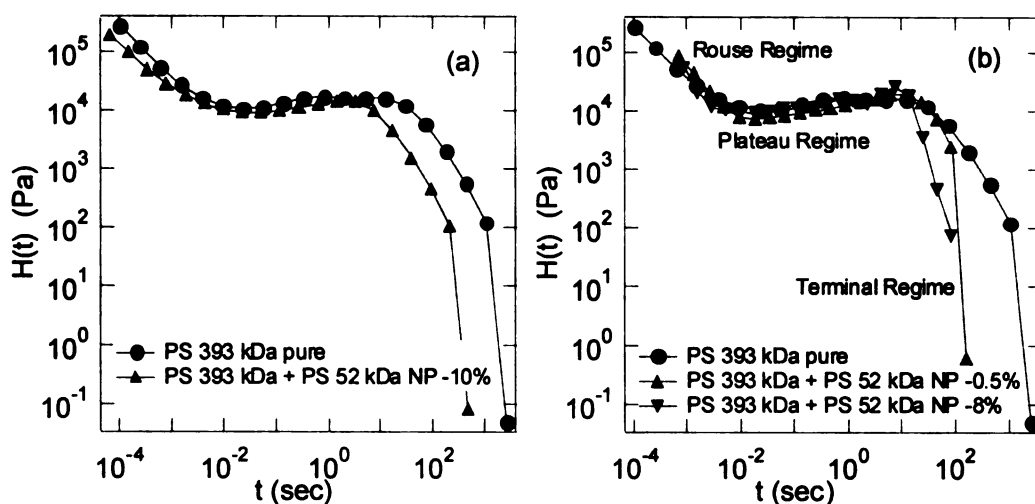 (a)
H(t) (Pa)
10^5
10^4
10^3
10^2
10^1
10^0
10^-1
PS 393 kDa pure
PS 393 kDa + PS 52 kDa NP -10%
10^-4 10^-2 10^0 10^2
t (sec)
(b)
H(t) (Pa)
10^5
10^4
10^3
10^2
10^1
10^0
10^-1
Rouse Regime
Plateau Regime
Terminal Regime
PS 393 kDa pure
PS 393 kDa + PS 52 kDa NP -0.5%
PS 393 kDa + PS 52 kDa NP -8%
10^-4 10^-2 10^0 10^2
t (sec)